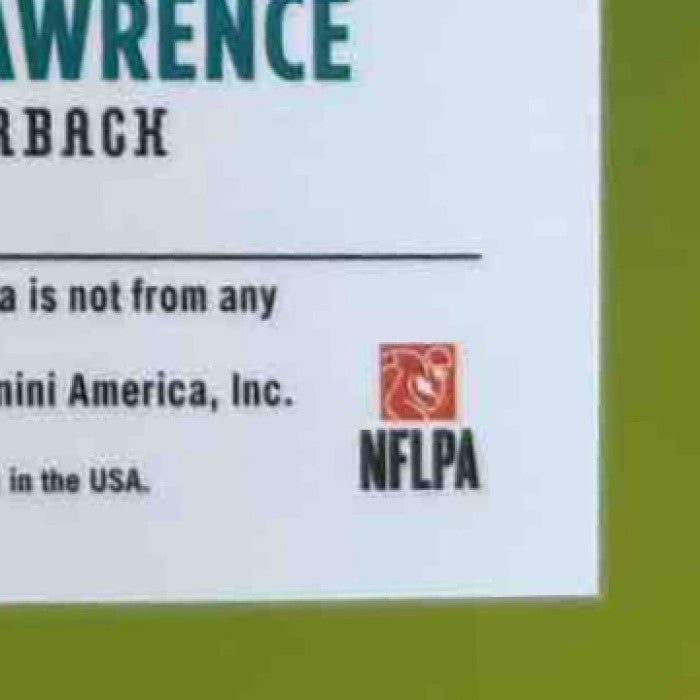 AWRENCE
RBACK
a is not from any
nini America, Inc.
in the USA.
NFLPA